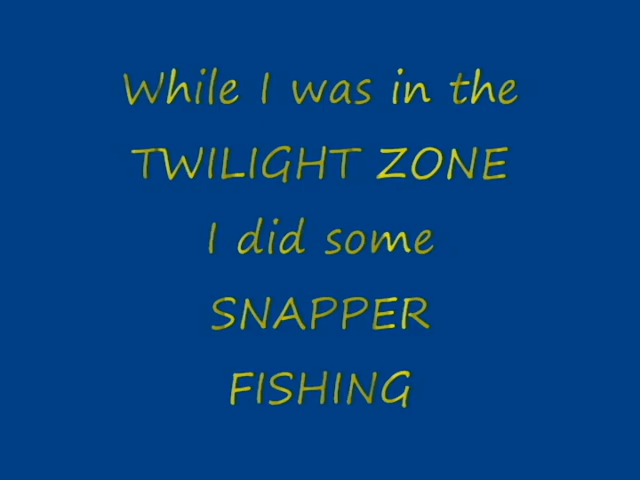 While I was in the
TWILIGHT ZONE
I did some
SNAPPER
FISHING